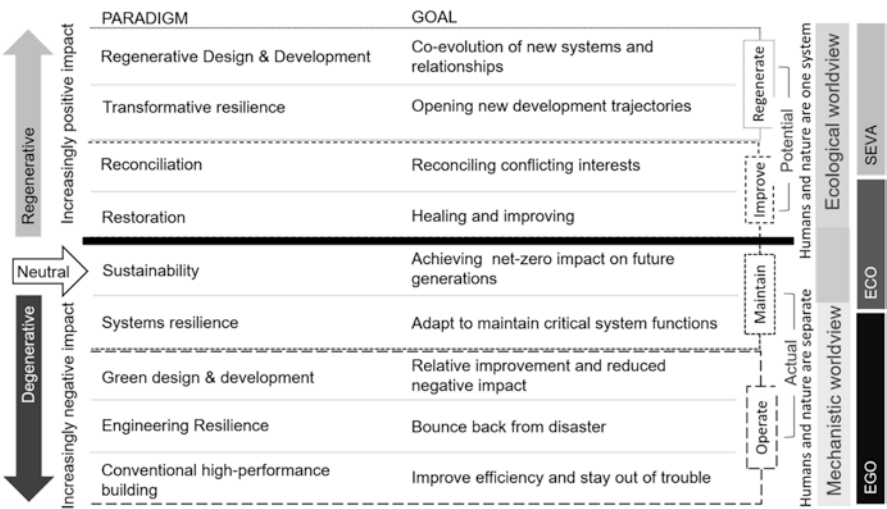 PARADIGM GOAL
Regenerative Design & Development Co-evolution of new systems and
relationships
Transformative resilience Opening new development trajectories
Reconciliation Reconciling conflicting interests
Restoration Healing and improving
Sustainability Achieving net-zero impact on future
generations
Systems resilience Adapt to maintain critical system functions
Green design & development Relative improvement and reduced
negative impact
Engineering Resilience Bounce back from disaster
Conventional high-performance
building Improve efficiency and stay out of trouble
Regenerative
Neutral
Degenerative
Increasingly positive impact
Increasingly negative impact
Regenerate
Improve
Maintain
Operate
Potential
Actual
Humans and nature are one system
Humans and nature are separate
Ecological worldview
Mechanistic worldview
SEVA
ECO
EGO